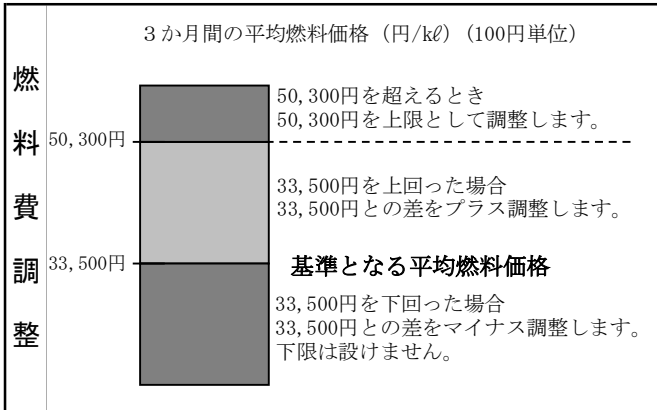 3か月間の平均燃料価格（円/kℓ）(100円単位）
燃料費調整
50,300円を超えるとき
50,300円を上限として調整します。
50,300円
33,500円を上回った場合
33,500円との差をプラス調整します。
33,500円
基準となる平均燃料価格
33,500円を下回った場合
33,500円との差をマイナス調整します。
下限は設けません。